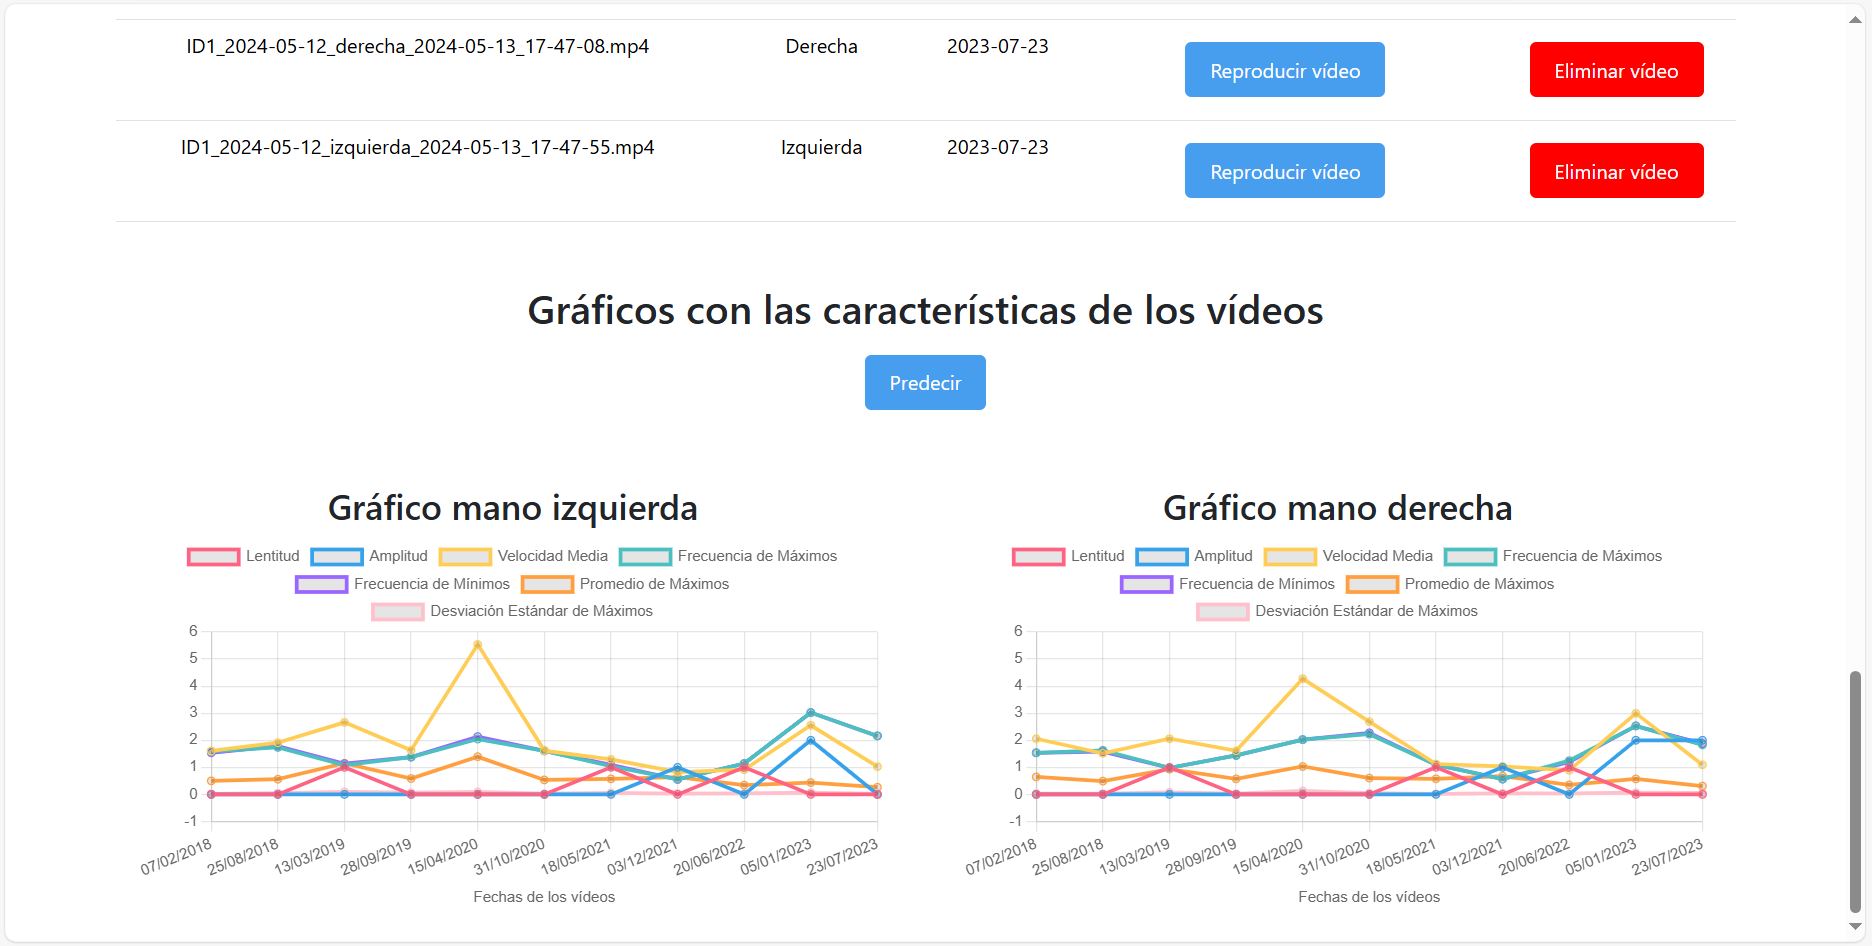 ID1_2024-05-12_derecha_2024-05-13_17-47-08.mp4 Derecha 2023-07-23 Reproducir vídeo Eliminar vídeo
ID1_2024-05-12_izquierda_2024-05-13_17-47-55.mp4 Izquierda 2023-07-23 Reproducir vídeo Eliminar vídeo
Gráficos con las características de los vídeos
Predecir
Gráfico mano izquierda
Lentitud Amplitud Velocidad Media Frecuencia de Máximos
Frecuencia de Mínimos Promedio de Máximos
Desviación Estándar de Máximos
6
5
4
3
2
1
0
-1
07/02/2018 25/08/2018 13/03/2019 28/09/2019 15/04/2020 31/10/2020 18/05/2021 03/12/2021 20/06/2022 05/01/2023 23/07/2023
Fechas de los vídeos
Gráfico mano derecha
Lentitud Amplitud Velocidad Media Frecuencia de Máximos
Frecuencia de Mínimos Promedio de Máximos
Desviación Estándar de Máximos
6
5
4
3
2
1
0
-1
07/02/2018 25/08/2018 13/03/2019 28/09/2019 15/04/2020 31/10/2020 18/05/2021 03/12/2021 20/06/2022 05/01/2023 23/07/2023
Fechas de los vídeos